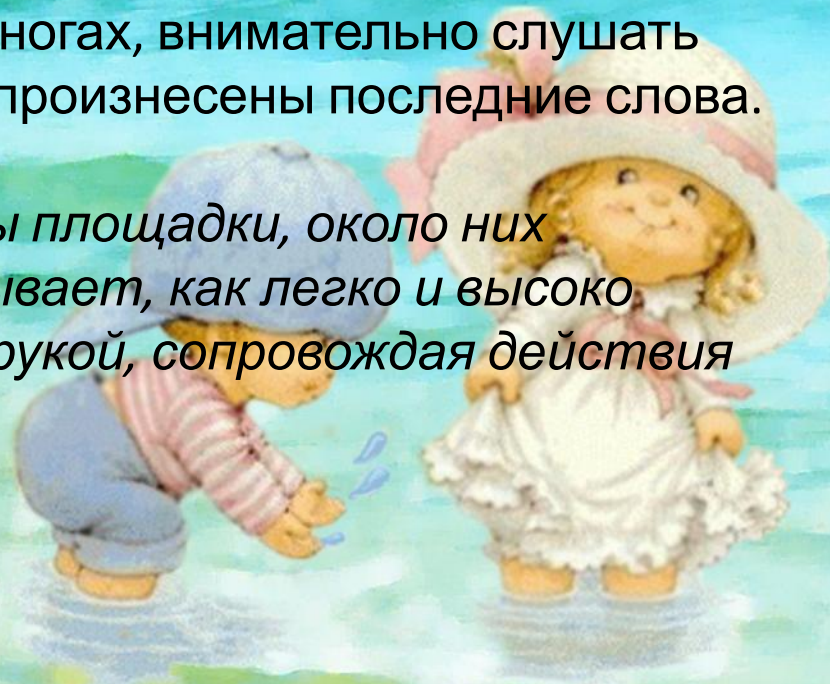 ногах, внимательно слушать
произнесены последние слова.
ы площадки, около них
ывает, как легко и высоко
рукой, сопровождая действия